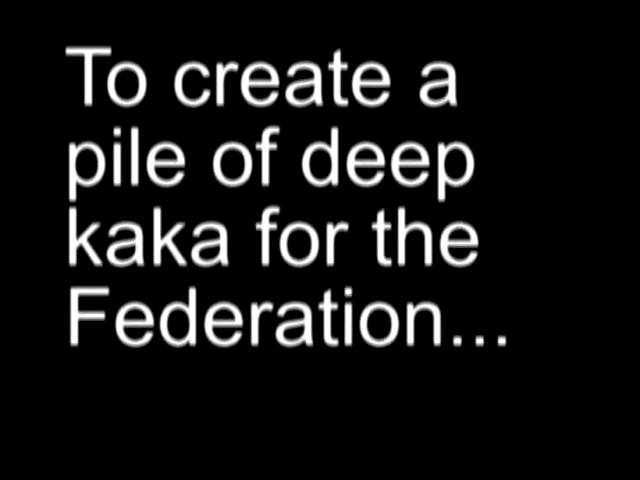 To create a
pile of deep
kaka for the
Federation...